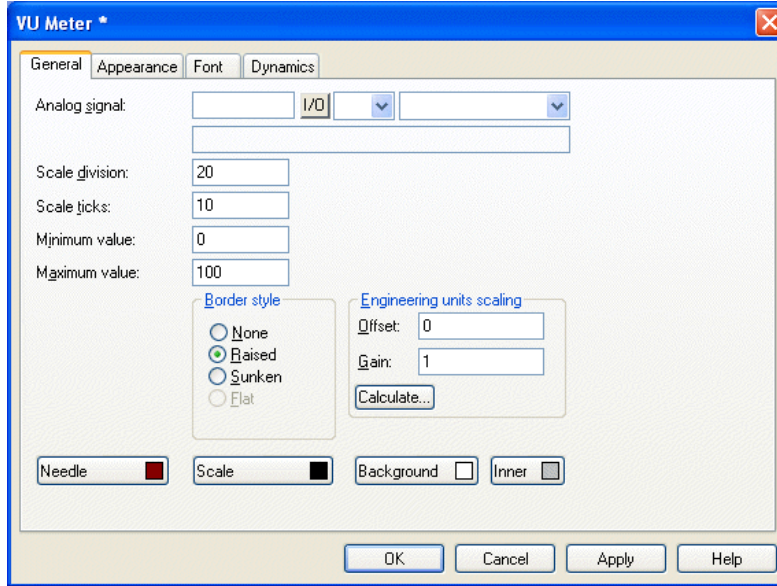 VU Meter *
General Appearance Font Dynamics
Analog signal: I/O
Scale division: 20
Scale ticks: 10
Minimum value: 0
Maximum value: 100
Border style Engineering units scaling
None Offset: 0
Raised
Sunken Gain: 1
Flat Calculate...
Needle Scale Background Inner
OK Cancel Apply Help